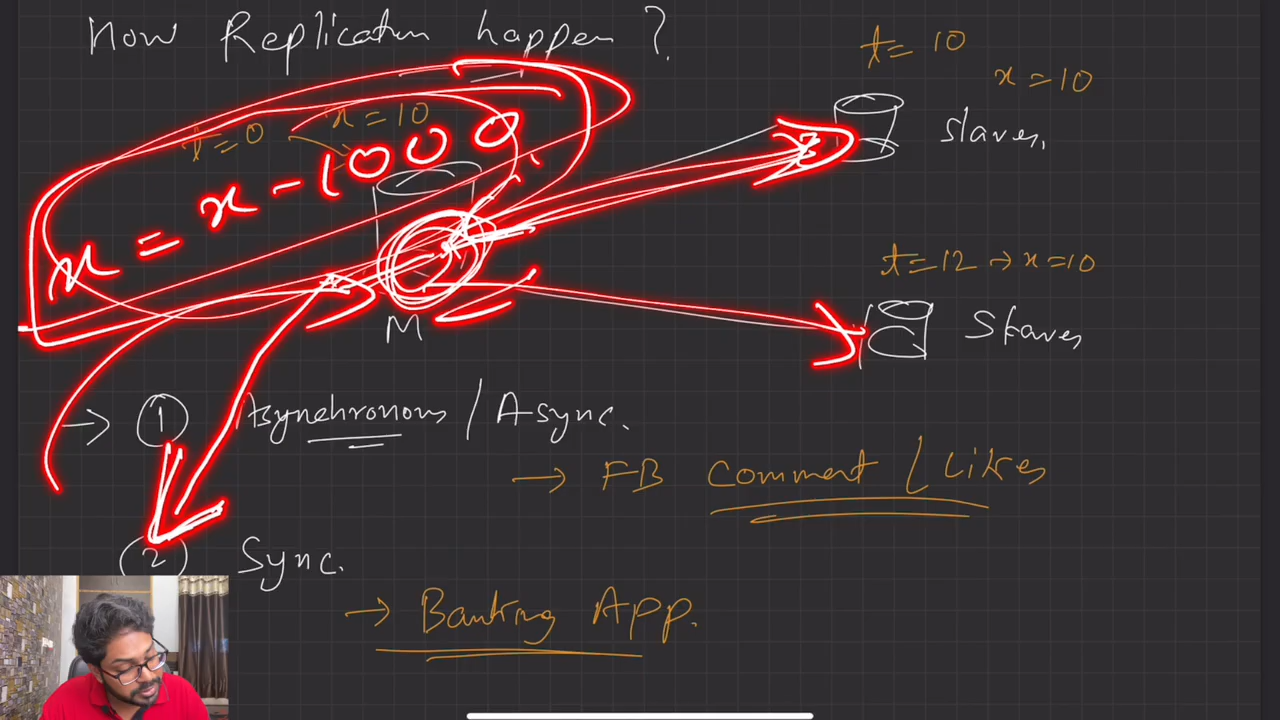 How Replication happen ?
t = 10
x = 10
t = 0
x = 10
x = x - 1000
Slaves,
t = 12 → x = 10
M
Slaves
→ ① Asynchronous / Async.
→ FB Comment / Likes
② Sync.
→ Banking App.